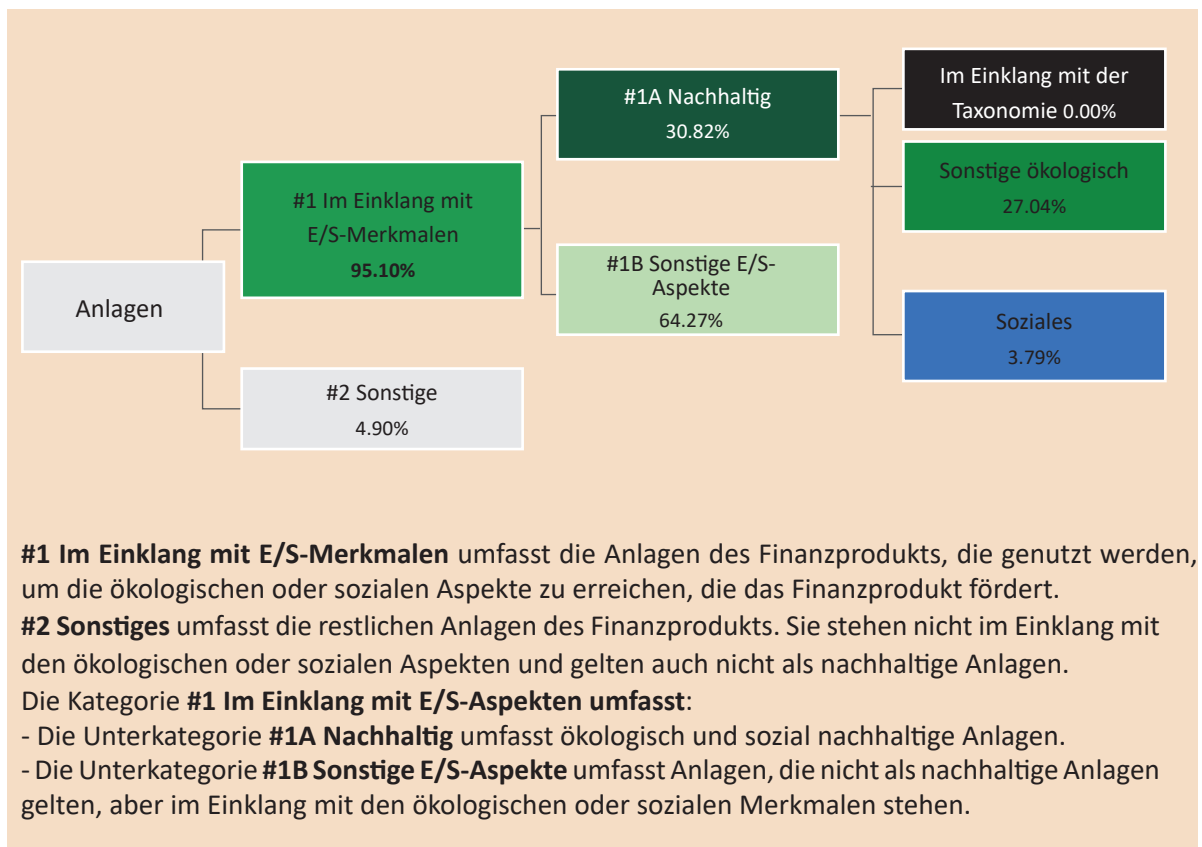 Anlagen
#1 Im Einklang mit
E/S-Merkmalen
95.10%
#2 Sonstige
4.90%
#1A Nachhaltig
30.82%
#1B Sonstige E/S-
Aspekte
64.27%
Im Einklang mit der
Taxonomie 0.00%
Sonstige ökologisch
27.04%
Soziales
3.79%
#1 Im Einklang mit E/S-Merkmalen umfasst die Anlagen des Finanzprodukts, die genutzt werden,
um die ökologischen oder sozialen Aspekte zu erreichen, die das Finanzprodukt fördert.
#2 Sonstiges umfasst die restlichen Anlagen des Finanzprodukts. Sie stehen nicht im Einklang mit
den ökologischen oder sozialen Aspekten und gelten auch nicht als nachhaltige Anlagen.
Die Kategorie #1 Im Einklang mit E/S-Aspekten umfasst:
- Die Unterkategorie #1A Nachhaltig umfasst ökologisch und sozial nachhaltige Anlagen.
- Die Unterkategorie #1B Sonstige E/S-Aspekte umfasst Anlagen, die nicht als nachhaltige Anlagen
gelten, aber im Einklang mit den ökologischen oder sozialen Merkmalen stehen.